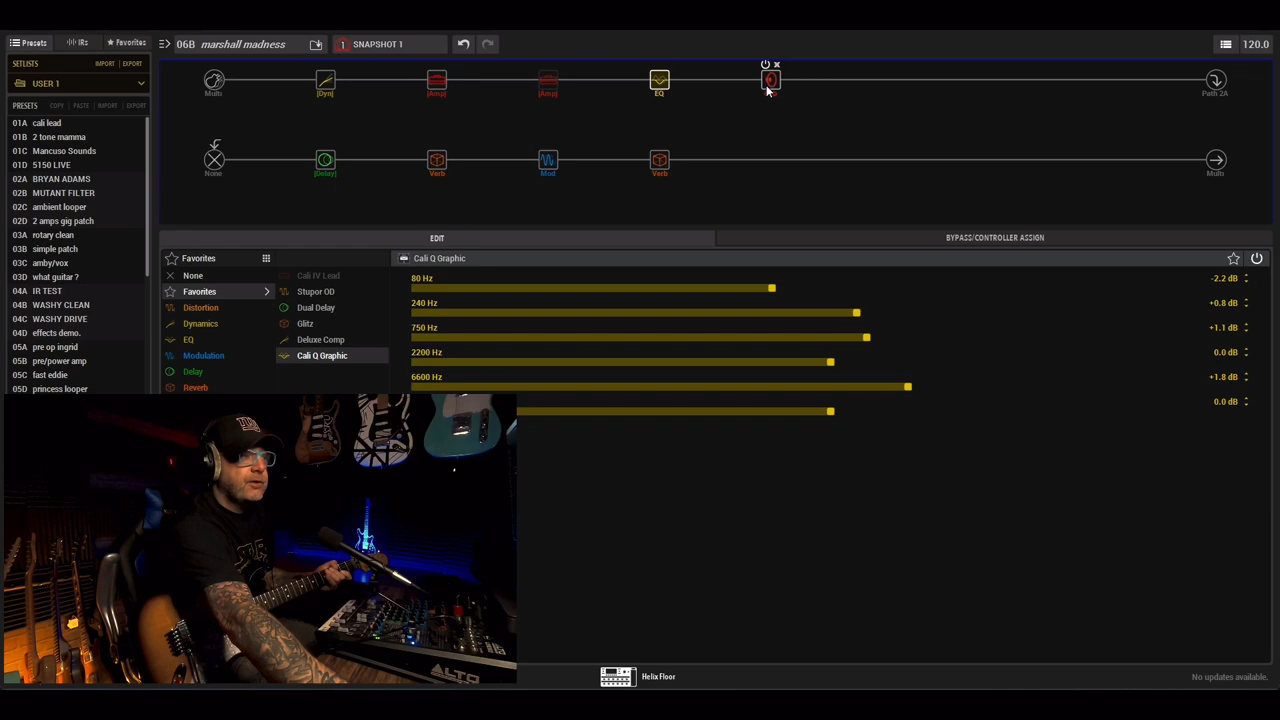 Presets IRs Favorites
06B marshall madness
1 SNAPSHOT 1
120.0
SETLISTS IMPORT EXPORT
USER 1
PRESETS COPY PASTE IMPORT EXPORT
01A cali lead
01B 2 tone mamma
01C Mancuso Sounds
01D 5150 LIVE
02A BRYAN ADAMS
02B MUTANT FILTER
02C ambient looper
02D 2 amps gig patch
03A rotary clean
03B simple patch
03C amby/vox
03D what guitar ?
04A IR TEST
04B WASHY CLEAN
04C WASHY DRIVE
04D effects demo.
05A pre op ingrid
05B pre/power amp
05C fast eddie
05D princess looper
Multi [Dyn] [Amp] [Amp] EQ Path 2A
None [Delay] Verb Mod Verb Multi
EDIT BYPASS/CONTROLLER ASSIGN
Favorites
None
Favorites
Distortion
Dynamics
EQ
Modulation
Delay
Reverb
Cali IV Lead
Stupor OD
Dual Delay
Glitz
Deluxe Comp
Cali Q Graphic
Cali Q Graphic
80 Hz -2.2 dB
240 Hz +0.8 dB
750 Hz +1.1 dB
2200 Hz 0.0 dB
6600 Hz +1.8 dB
0.0 dB
ALTO
Helix Floor
No updates available.